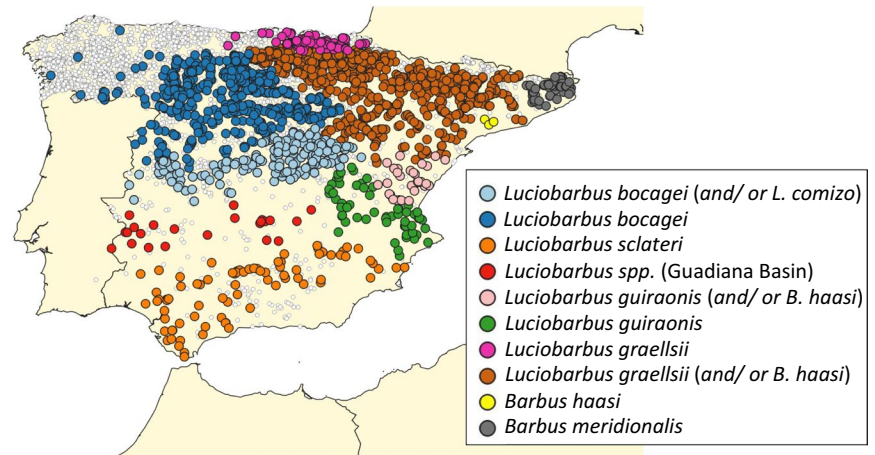 Luciobarbus bocagei (and/ or L. comizo)
Luciobarbus bocagei
Luciobarbus sclateri
Luciobarbus spp. (Guadiana Basin)
Luciobarbus guiraonis (and/ or B. haasi)
Luciobarbus guiraonis
Luciobarbus graellsii
Luciobarbus graellsii (and/ or B. haasi)
Barbus haasi
Barbus meridionalis